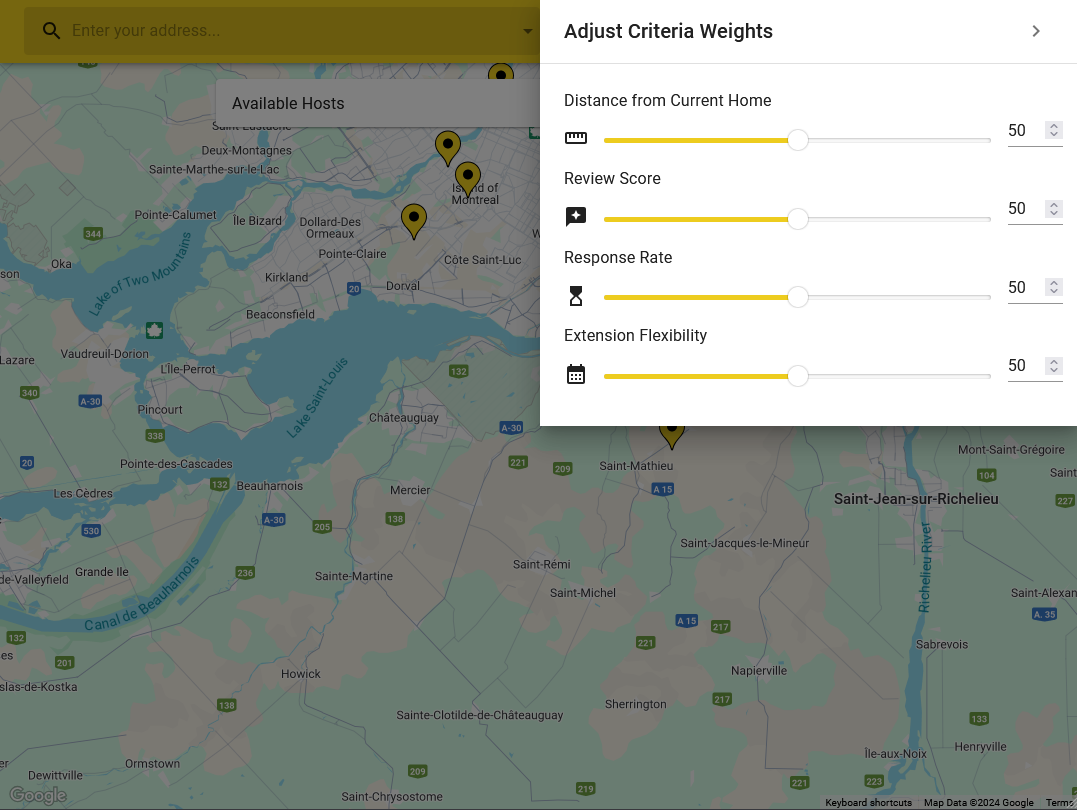 Enter your address...
Adjust Criteria Weights
Available Hosts
Distance from Current Home
50
Review Score
50
Response Rate
50
Extension Flexibility
50
Saint-Eustache
Deux-Montagnes
Sainte-Marthe-sur-le-Lac
Island of
Montreal
Pointe-Calumet
Île Bizard
Dollard-Des
Ormeaux
344
Pointe-Claire
Côte Saint-Luc
Oka
son
Lake of Two Mountains
Kirkland
Dorval
20
Beaconsfield
Lazare
Vaudreuil-Dorion
L'Île-Perrot
132
Lake Saint-Louis
340
A-30
Pincourt
Châteauguay
A-30
338
Mont-Saint-Grégoire
20
Pointe-des-Cascades
221
209
Saint-Mathieu
104
Saint
132
Beauharnois
Les Cèdres
Mercier
A 15
Saint-Jean-sur-Richelieu
227
A-30
205
138
530
Saint-Jacques-le-Mineur
Richelieu River
de-Valleyfield
Grande Ile
236
Sainte-Martine
Saint-Rémi
Saint-Michel
Saint-Alexan
Canal de Beauharnois
A 15
217
A. 35
132
221
Sabrevois
es
201
Howick
Napierville
slas-de-Kostka
138
Sherrington
217
Sainte-Clotilde-de-Châteauguay
133
Île-aux-Noix
Henryville
er
Ormstown
Dewittville
209
219
221
223
Saint-Chrysostome
Google
Keyboard shortcuts
Map Data ©2024 Google
Terms